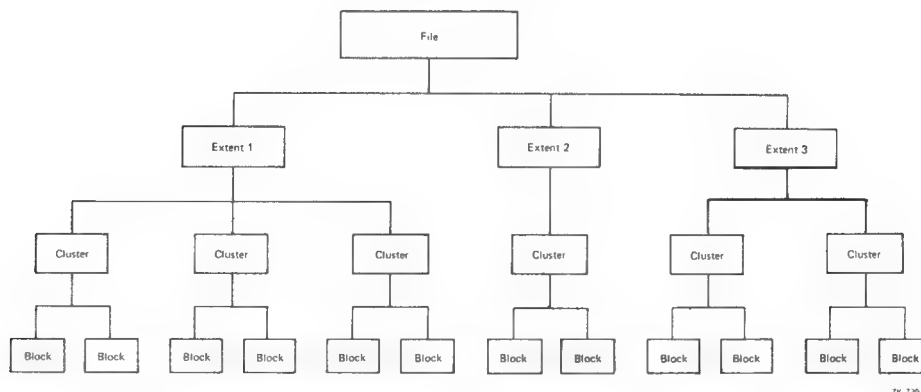 File
Extent 1 Extent 2 Extent 3
Cluster Cluster Cluster Cluster Cluster Cluster
Block Block Block Block Block Block Block Block Block Block Block Block